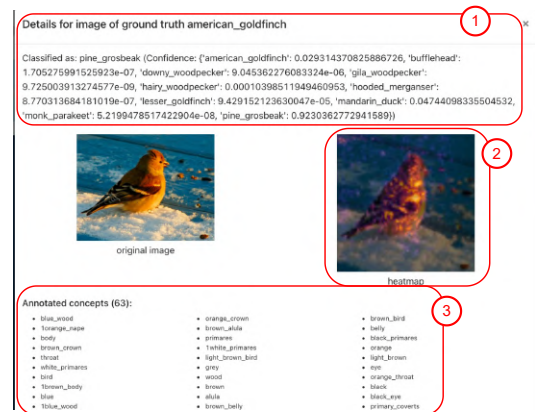 Details for image of ground truth american_goldfinch
1
×
Classified as: pine_grosbeak (Confidence: {'american_goldfinch': 0.029314370825886726, 'bufflehead':
1.705275991525923e-07, 'downy_woodpecker': 9.045362276083324e-06, 'gila_woodpecker':
9.725003913274577e-09, 'hairy_woodpecker': 0.00010398511949460953, 'hooded_merganser':
8.770313684181019e-07, 'lesser_goldfinch': 9.429152123630047e-05, 'mandarin_duck': 0.04744098335504532,
'monk_parakeet': 5.2199478517422904e-08, 'pine_grosbeak': 0.9230362772941589})
2
original image
heatmap
Annotated concepts (63):
3
• blue_wood
• 1orange_nape
• body
• brown_crown
• throat
• white_primares
• bird
• 1brown_body
• blue
• 1blue_wood
• orange_crown
• brown_alula
• primares
• 1white_primares
• light_brown_bird
• grey
• wood
• brown
• alula
• brown_belly
• brown_bird
• belly
• black_primares
• orange
• light_brown
• eye
• orange_throat
• black
• black_eye
• primary_coverts